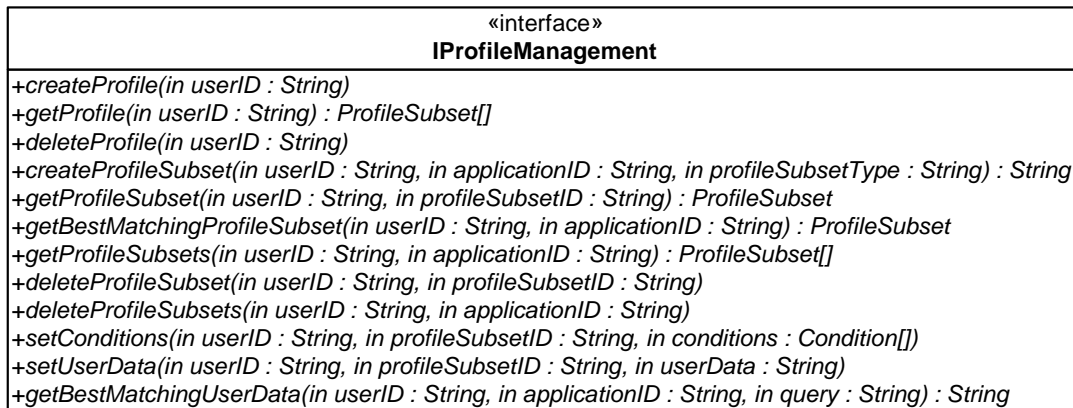 «interface»
IProfileManagement
+createProfile(in userID : String)
+getProfile(in userID : String) : ProfileSubset[]
+deleteProfile(in userID : String)
+createProfileSubset(in userID : String, in applicationID : String, in profileSubsetType : String) : String
+getProfileSubset(in userID : String, in profileSubsetID : String) : ProfileSubset
+getBestMatchingProfileSubset(in userID : String, in applicationID : String) : ProfileSubset
+getProfileSubsets(in userID : String, in applicationID : String) : ProfileSubset[]
+deleteProfileSubset(in userID : String, in profileSubsetID : String)
+deleteProfileSubsets(in userID : String, in applicationID : String)
+setConditions(in userID : String, in profileSubsetID : String, in conditions : Condition[])
+setUserData(in userID : String, in profileSubsetID : String, in userData : String)
+getBestMatchingUserData(in userID : String, in applicationID : String, in query : String) : String